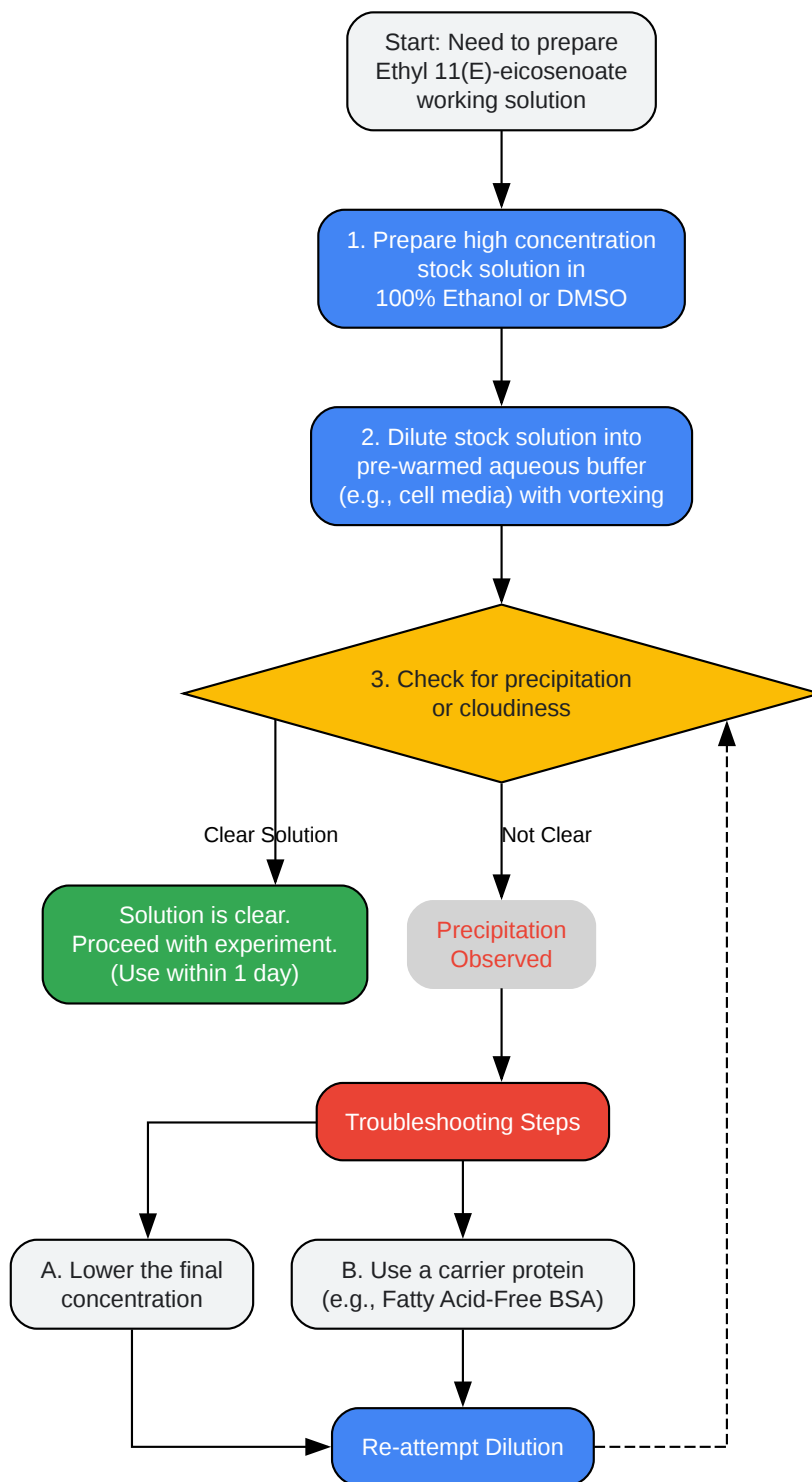 Start: Need to prepare
Ethyl 11(E)-eicosenoate
working solution
1. Prepare high concentration
stock solution in
100% Ethanol or DMSO
2. Dilute stock solution into
pre-warmed aqueous buffer
(e.g., cell media) with vortexing
3. Check for precipitation
or cloudiness
Clear Solution
Not Clear
Solution is clear.
Proceed with experiment.
(Use within 1 day)
Precipitation
Observed
Troubleshooting Steps
A. Lower the final
concentration
B. Use a carrier protein
(e.g., Fatty Acid-Free BSA)
Re-attempt Dilution